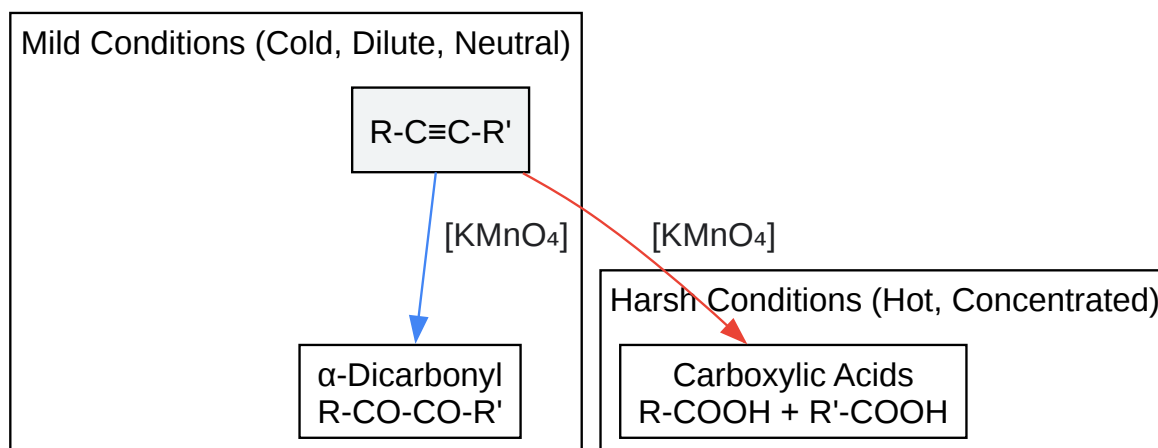 Mild Conditions (Cold, Dilute, Neutral)
R-C≡C-R'
[KMnO₄]
[KMnO₄]
Harsh Conditions (Hot, Concentrated)
α-Dicarbonyl
R-CO-CO-R'
Carboxylic Acids
R-COOH + R'-COOH